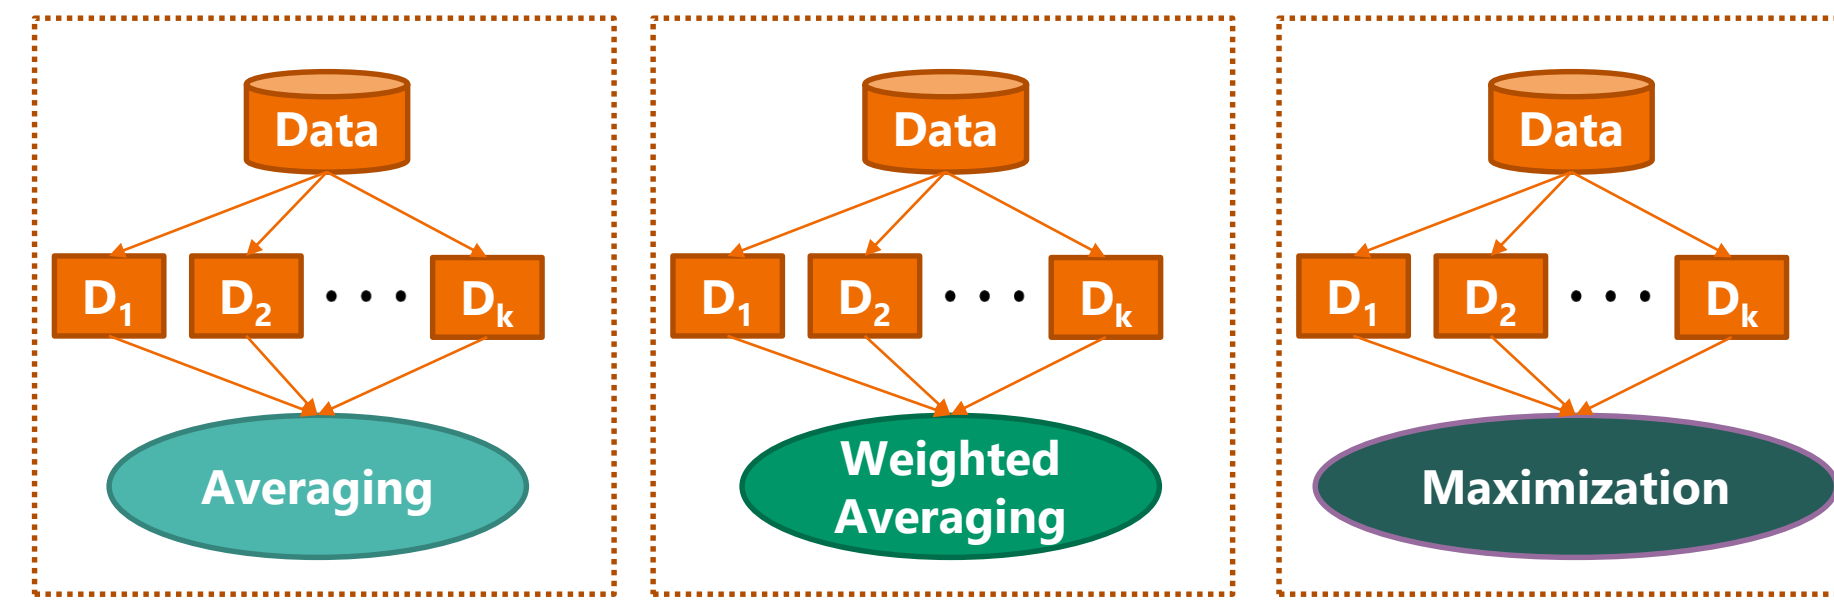 Data
D1 D2 • • • Dk
Averaging
Data
D1 D2 • • • Dk
Weighted
Averaging
Data
D1 D2 • • • Dk
Maximization